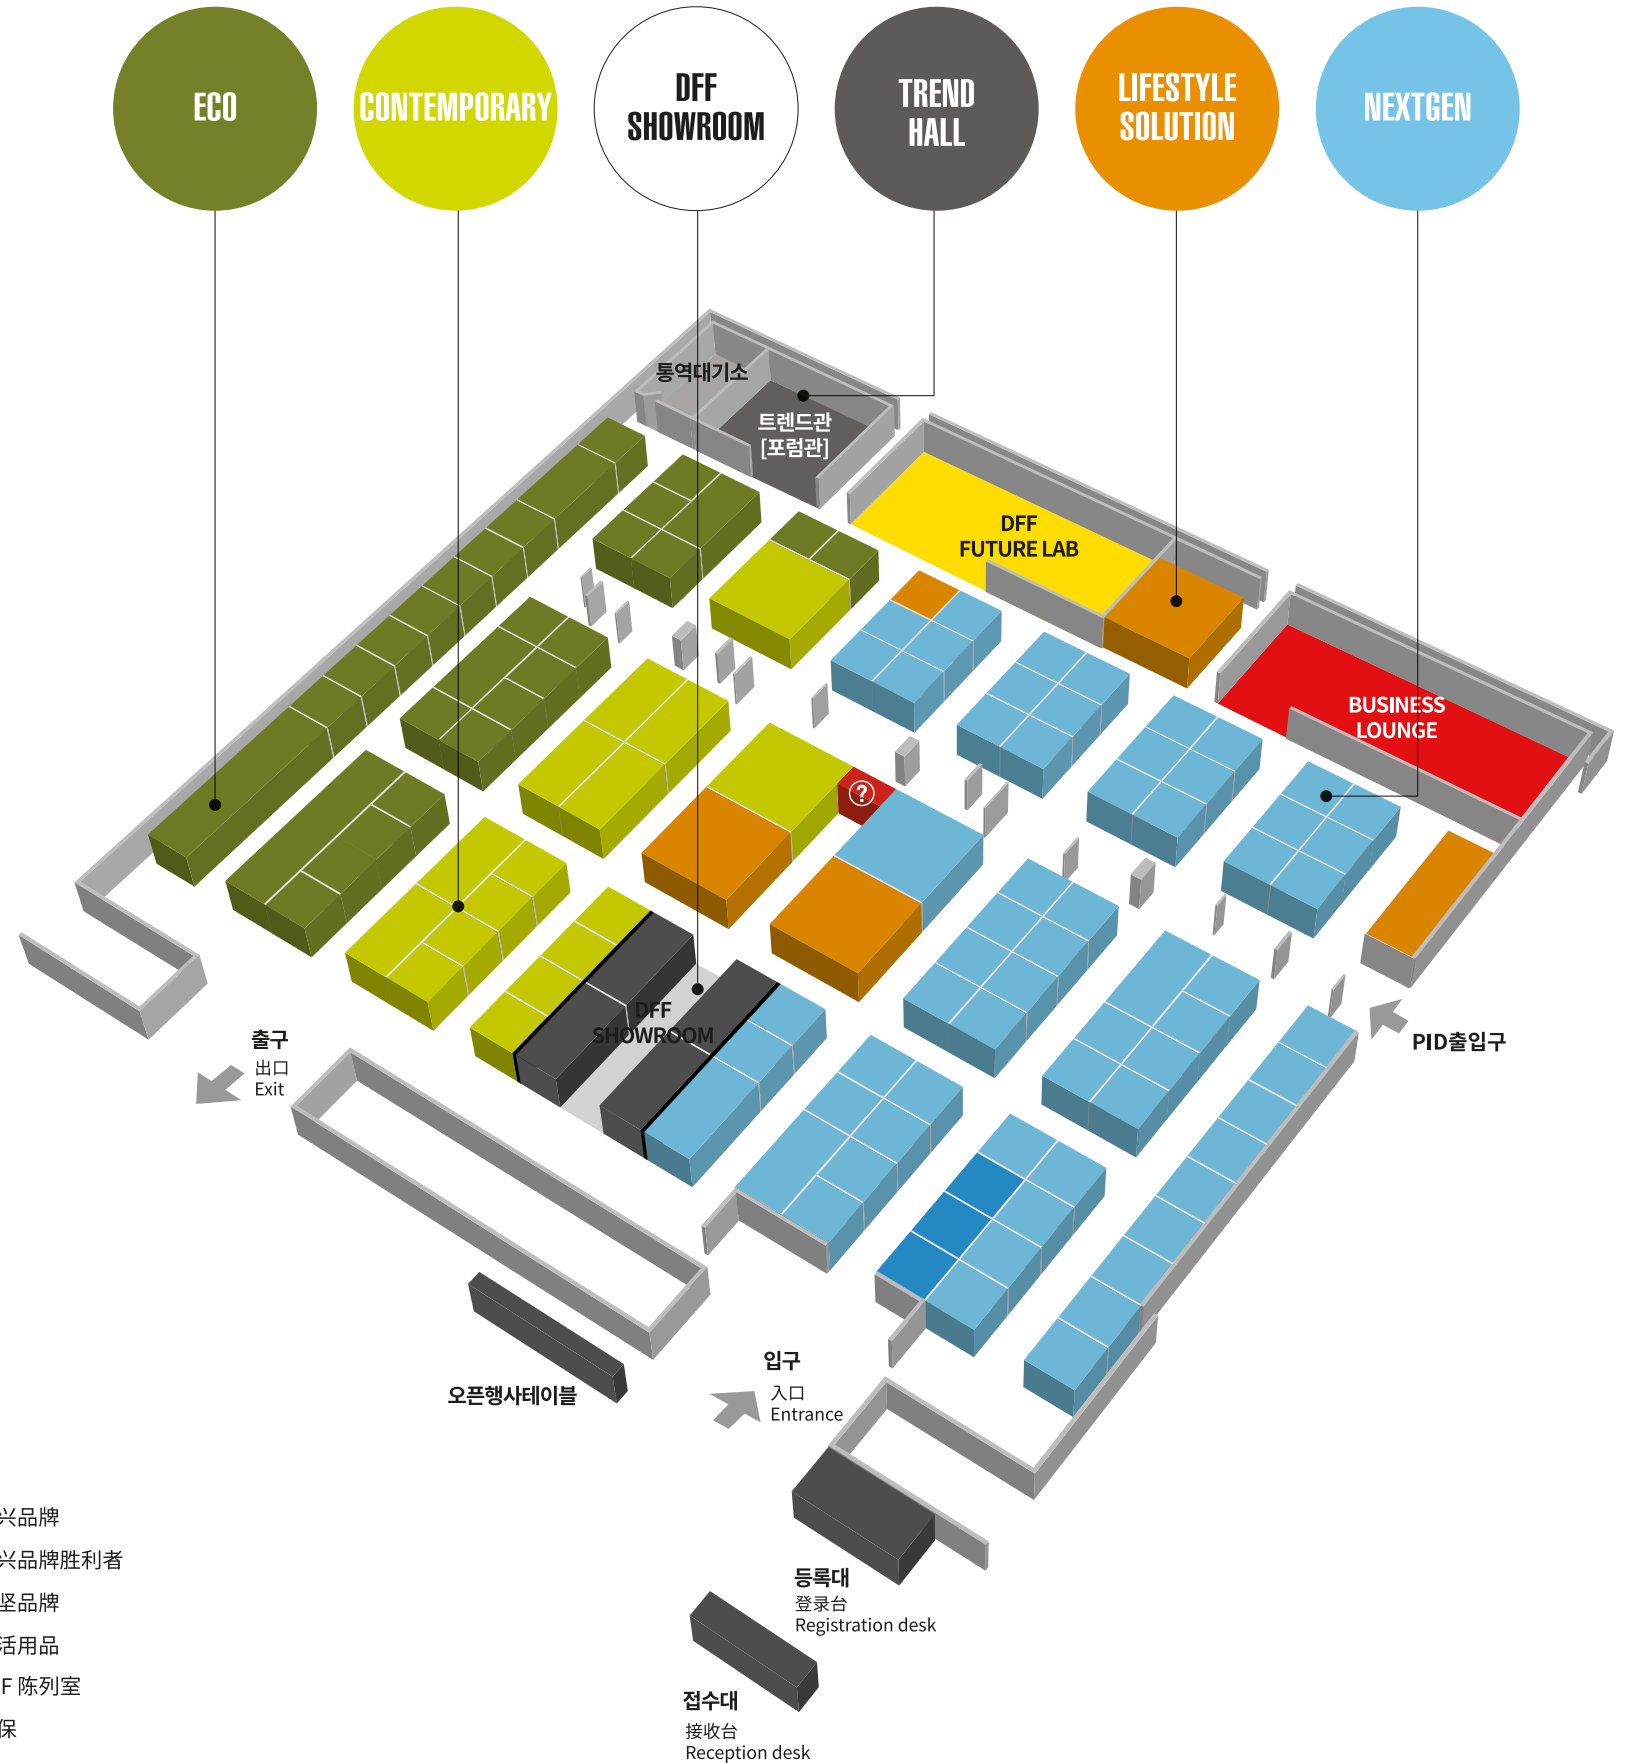 ECO
CONTEMPORARY
DFF
SHOWROOM
TREND
HALL
LIFESTYLE
SOLUTION
NEXTGEN
통역대기소
트렌드관
[포럼관]
DFF
FUTURE LAB
BUSINESS
LOUNGE
?
DFF
SHOWROOM
출구
出口
Exit
PID출입구
입구
入口
Entrance
오픈행사테이블
등록대
登录台
Registration desk
접수대
接收台
Reception desk
兴品牌
兴品牌胜利者
坚品牌
活用品
F 陈列室
保